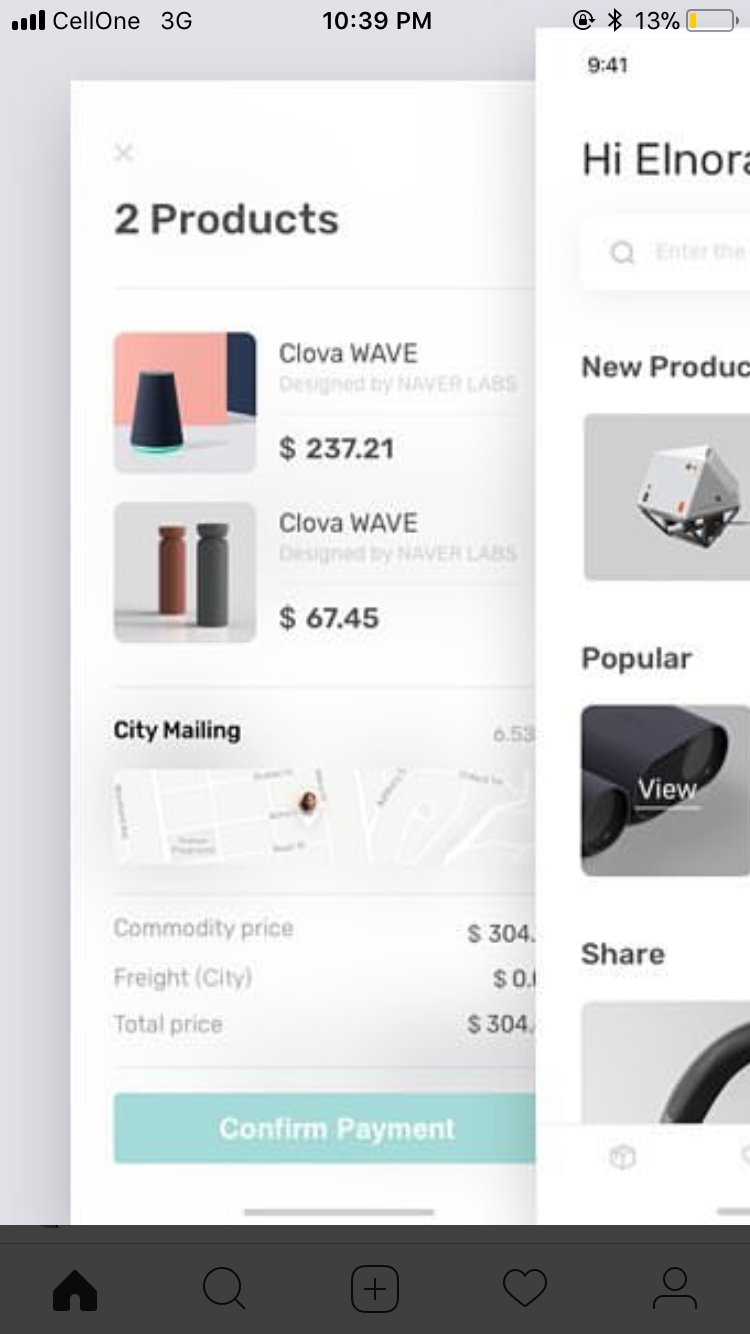 CellOne 3G 10:39 PM 13%
2 Products
Clova WAVE
Designed by NAVER LABS
$ 237.21
Clova WAVE
Designed by NAVER LABS
$ 67.45
City Mailing 6.53
Commodity price $ 304.
Freight (City) $ 0.
Total price $ 304.
Confirm Payment
9:41
Hi Elnora
Enter the
New Produc
Popular
View
Share